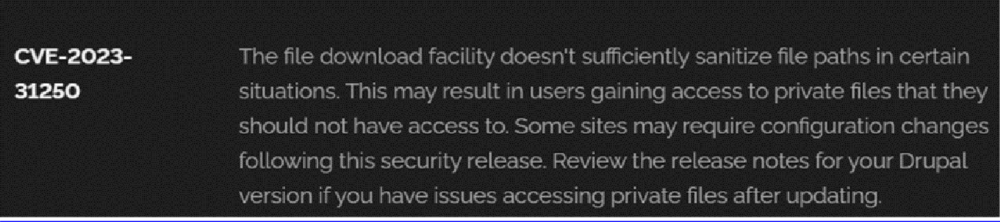 CVE-2023-
31250
The file download facility doesn't sufficiently sanitize file paths in certain
situations. This may result in users gaining access to private files that they
should not have access to. Some sites may require configuration changes
following this security release. Review the release notes for your Drupal
version if you have issues accessing private files after updating.